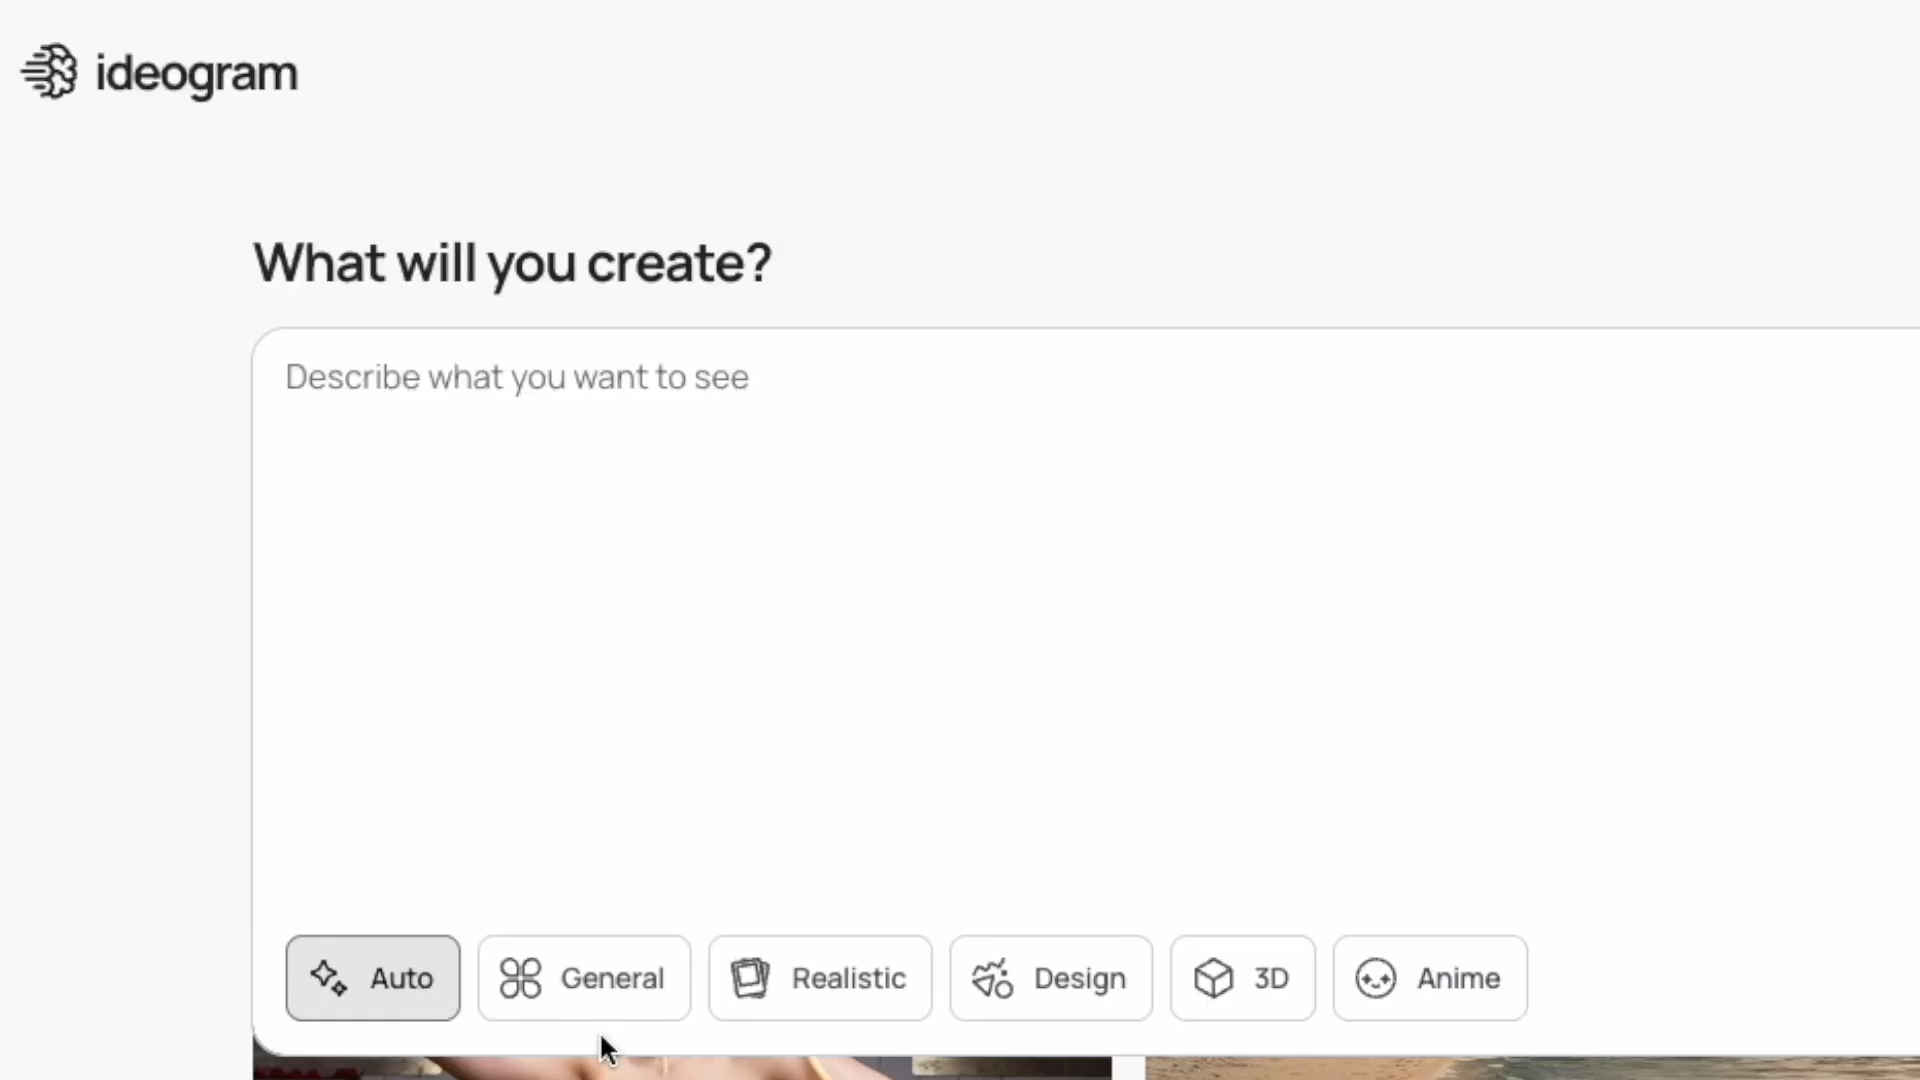 ideogram
What will you create?
Describe what you want to see
Auto General Realistic Design 3D Anime